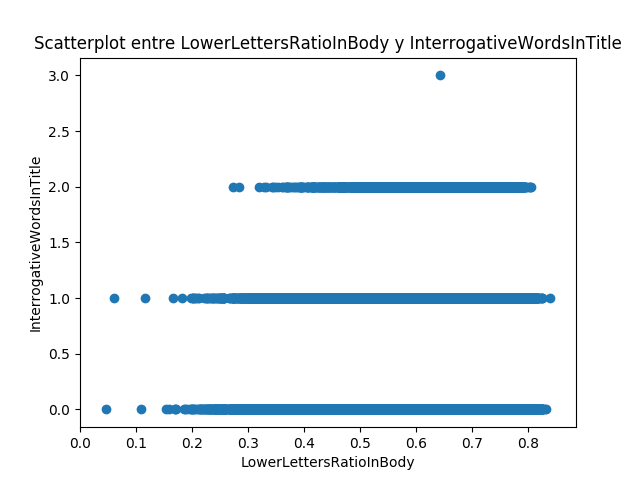 Scatterplot entre LowerLettersRatioInBody y InterrogativeWordsInTitle
3.0
2.5
2.0
1.5
1.0
0.5
0.0
InterrogativeWordsInTitle
0.0 0.1 0.2 0.3 0.4 0.5 0.6 0.7 0.8
LowerLettersRatioInBody